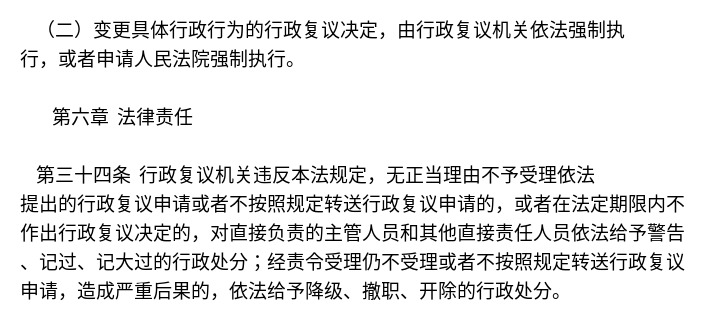 （二）变更具体行政行为的行政复议决定，由行政复议机关依法强制执
行，或者申请人民法院强制执行。
第六章 法律责任
第三十四条 行政复议机关违反本法规定，无正当理由不予受理依法
提出的行政复议申请或者不按照规定转送行政复议申请的，或者在法定期限内不
作出行政复议决定的，对直接负责的主管人员和其他直接责任人员依法给予警告
、记过、记大过的行政处分；经责令受理仍不受理或者不按照规定转送行政复议
申请，造成严重后果的，依法给予降级、撤职、开除的行政处分。